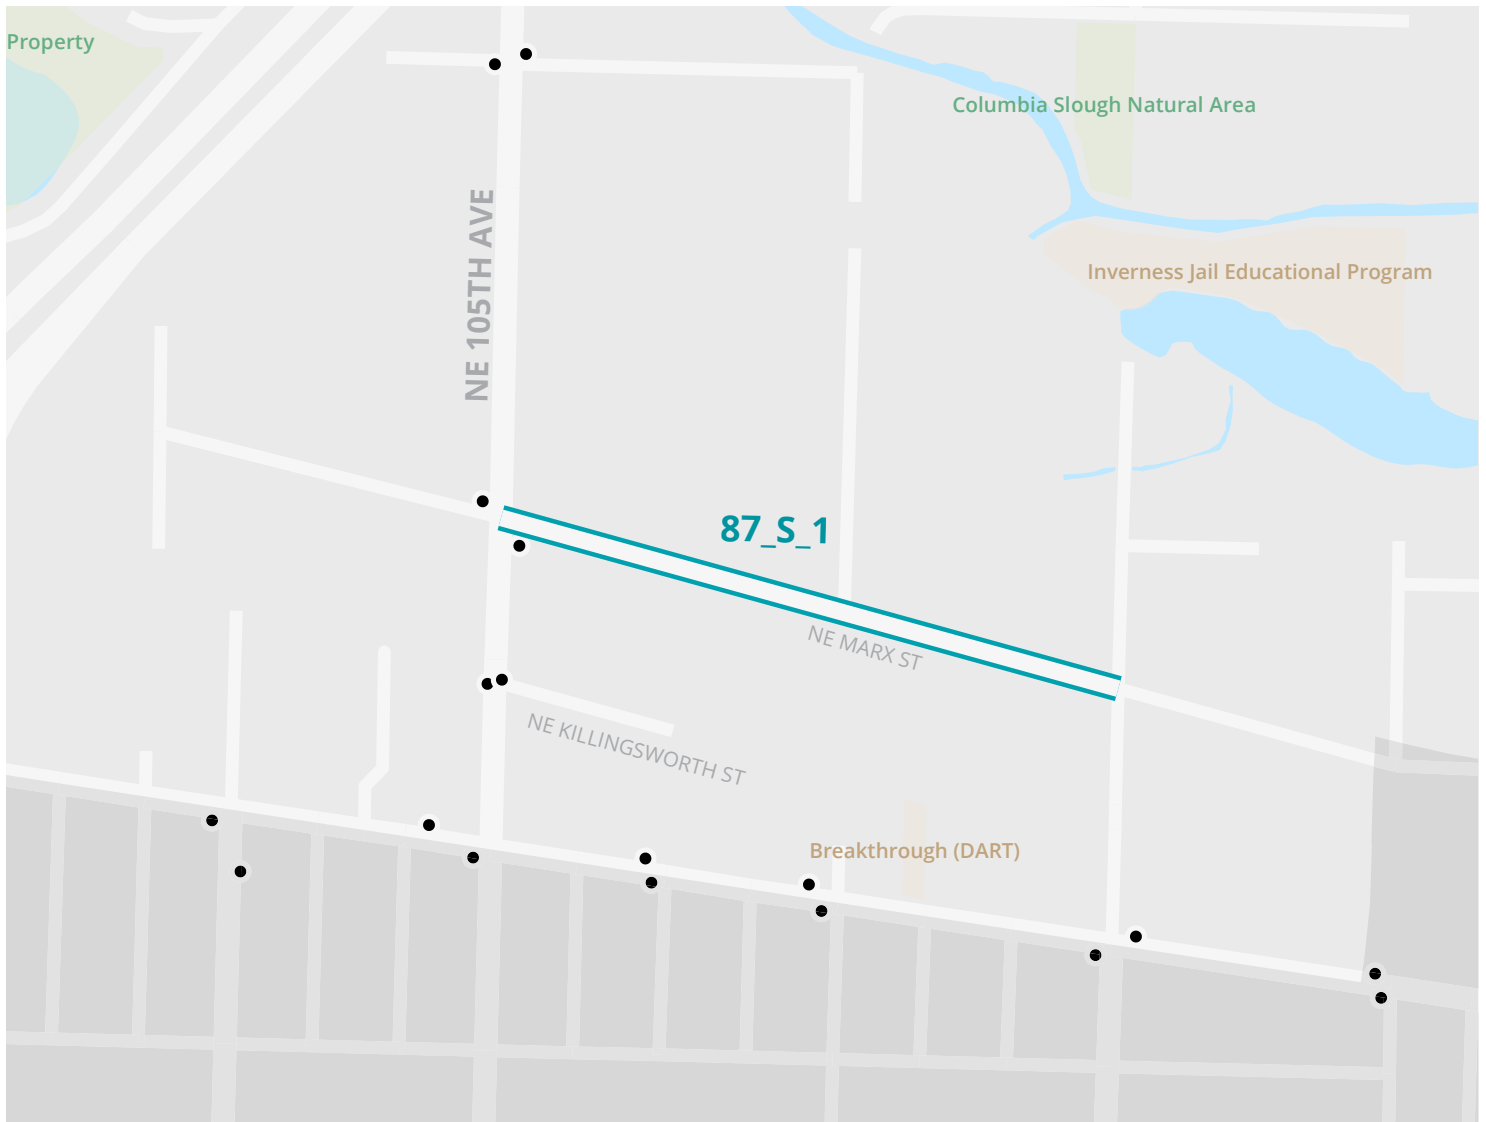 Property
Columbia Slough Natural Area
NE 105TH AVE
Inverness Jail Educational Program
87_S_1
NE MARX ST
NE KILLINGSWORTH ST
Breakthrough (DART)